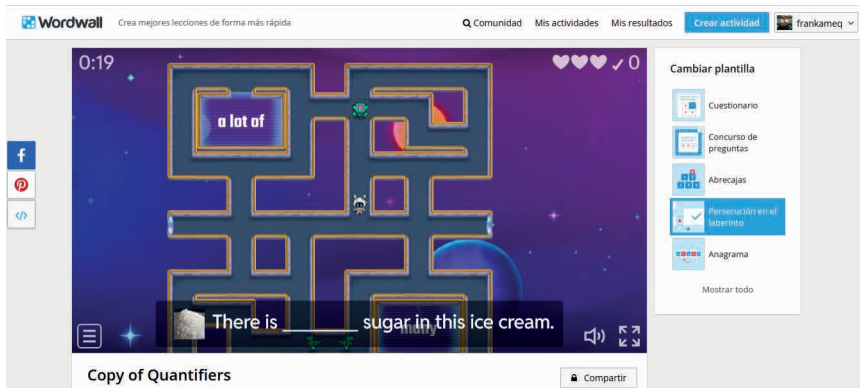 Wordwall
Crea mejores lecciones de forma más rápida
Comunidad
Mis actividades
Mis resultados
Crear actividad
frankameq
0:19
✓ 0
a lot of
many
There is ________ sugar in this ice cream.
Cambiar plantilla
Cuestionario
Concurso de
preguntas
Abrecajas
Persecución en el
laberinto
Anagrama
Mostrar todo
Copy of Quantifiers
Compartir